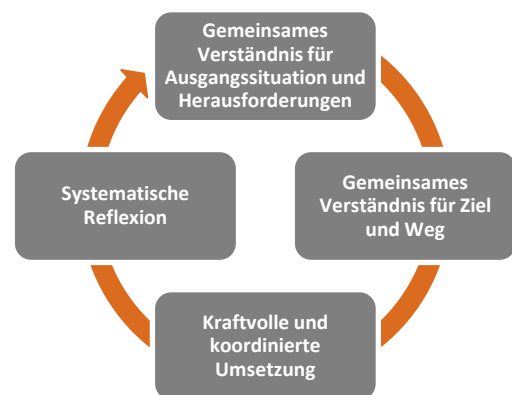 Gemeinsames
Verständnis für
Ausgangssituation und
Herausforderungen
Gemeinsames
Verständnis für Ziel
und Weg
Kraftvolle und
koordinierte
Umsetzung
Systematische
Reflexion